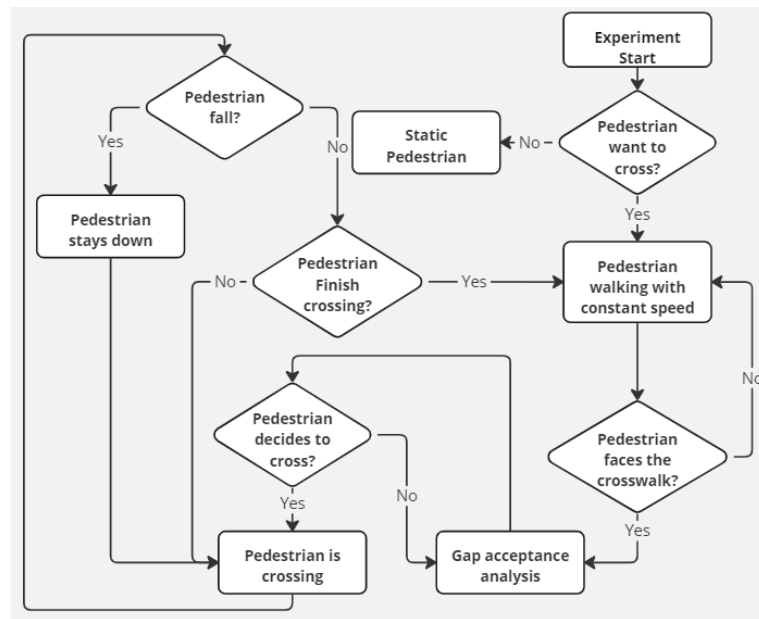 Experiment
Start
Pedestrian
fall?
Yes
No
Static
Pedestrian
No
Pedestrian
want to
cross?
Yes
Pedestrian
stays down
Pedestrian
Finish
crossing?
No
Yes
Pedestrian
walking with
constant speed
No
Pedestrian
decides to
cross?
No
Yes
Pedestrian
faces the
crosswalk?
Yes
Pedestrian is
crossing
Gap acceptance
analysis